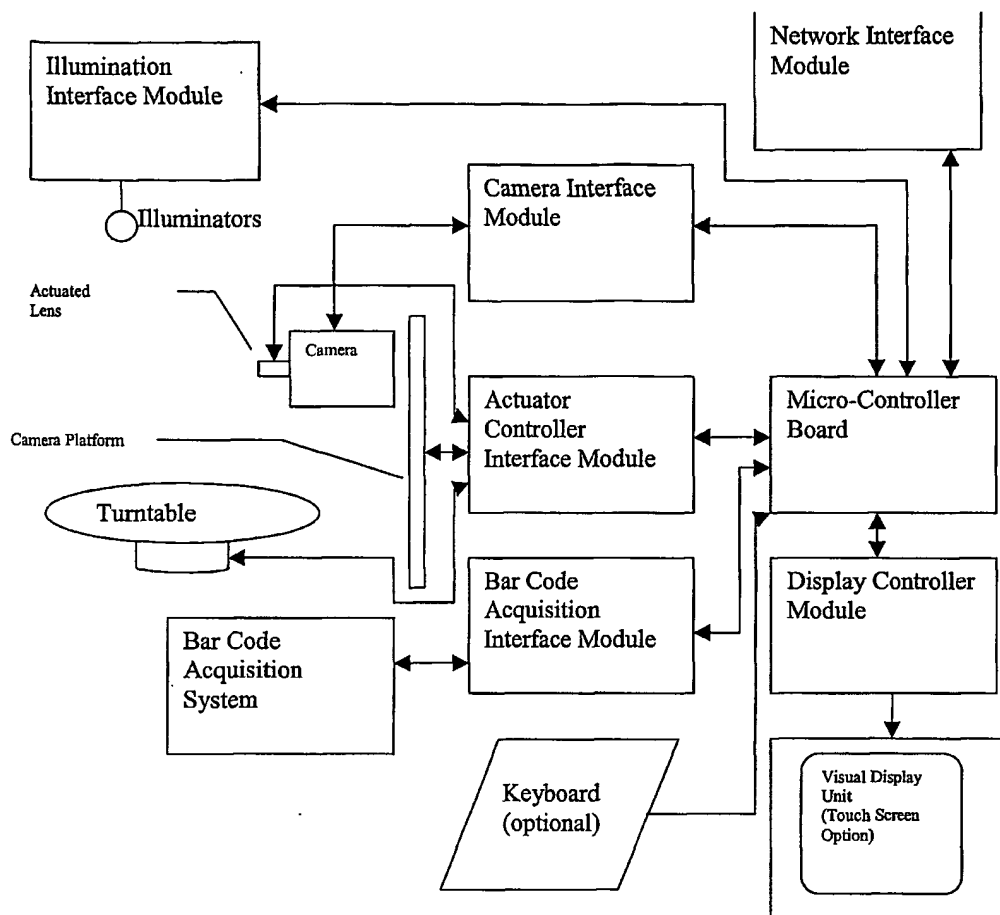 Network Interface
Module
Illumination
Interface Module
Camera Interface
Module
Illuminators
Actuated
Lens
Camera
Actuator
Controller
Interface Module
Micro-Controller
Board
Camera Platform
Turntable
Bar Code
Acquisition
Interface Module
Display Controller
Module
Bar Code
Acquisition
System
Keyboard
(optional)
Visual Display
Unit
(Touch Screen
Option)